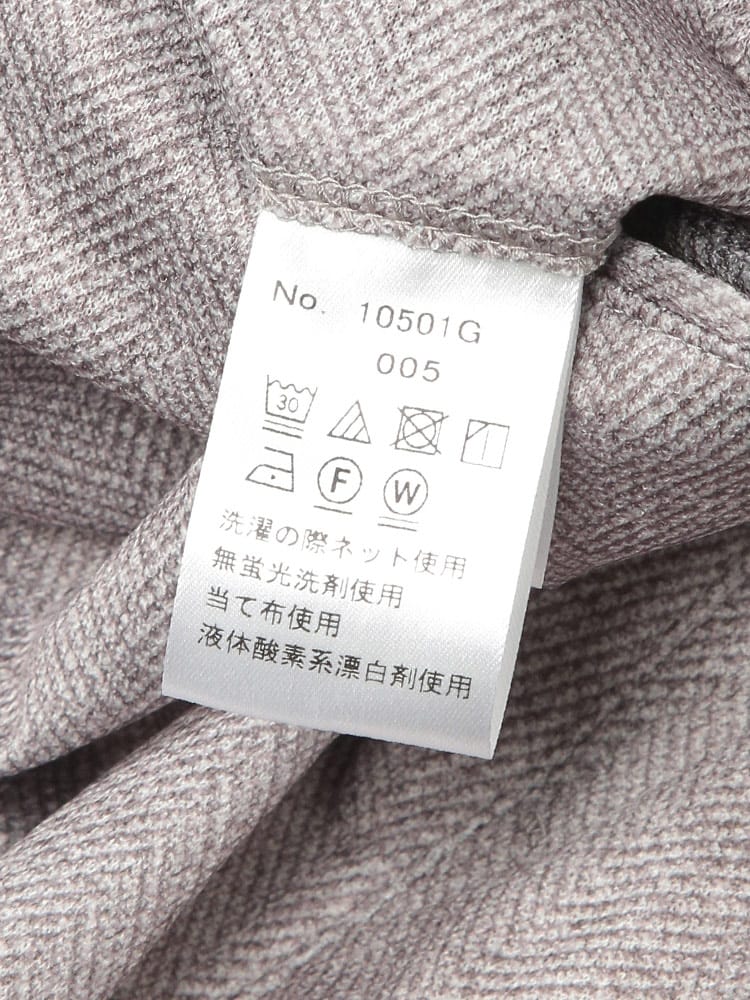 No. 10501G
005
30
F W
洗濯の際ネット使用
無蛍光洗剤使用
当て布使用
液体酸素系漂白剤使用